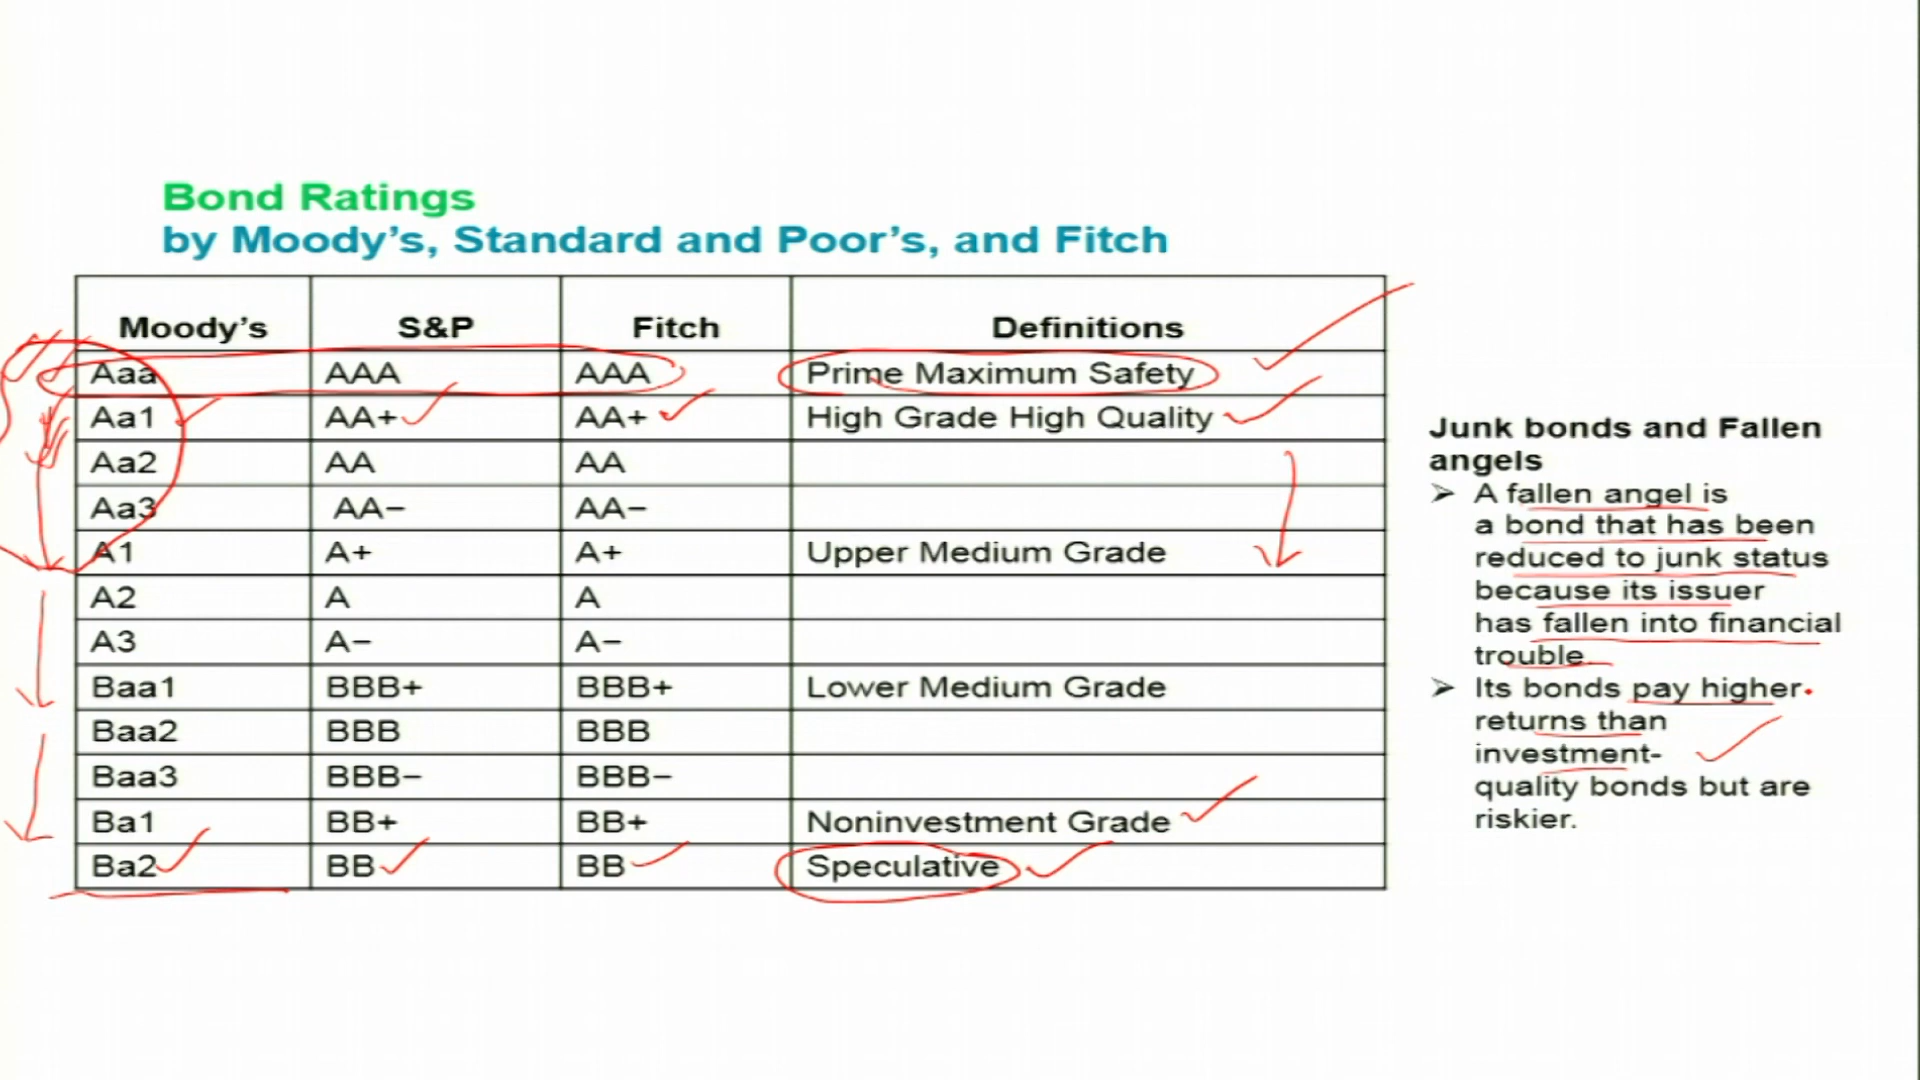 Bond Ratings
by Moody's, Standard and Poor's, and Fitch
Moody's S&P Fitch Definitions
Aaa AAA AAA Prime Maximum Safety
Aa1 AA+ AA+ High Grade High Quality
Aa2 AA AA
Aa3 AA− AA−
A1 A+ A+ Upper Medium Grade
A2 A A
A3 A− A−
Baa1 BBB+ BBB+ Lower Medium Grade
Baa2 BBB BBB
Baa3 BBB− BBB−
Ba1 BB+ BB+ Noninvestment Grade
Ba2 BB BB Speculative
Junk bonds and Fallen
angels
➢ A fallen angel is
a bond that has been
reduced to junk status
because its issuer
has fallen into financial
trouble.
➢ Its bonds pay higher
returns than
investment-
quality bonds but are
riskier.